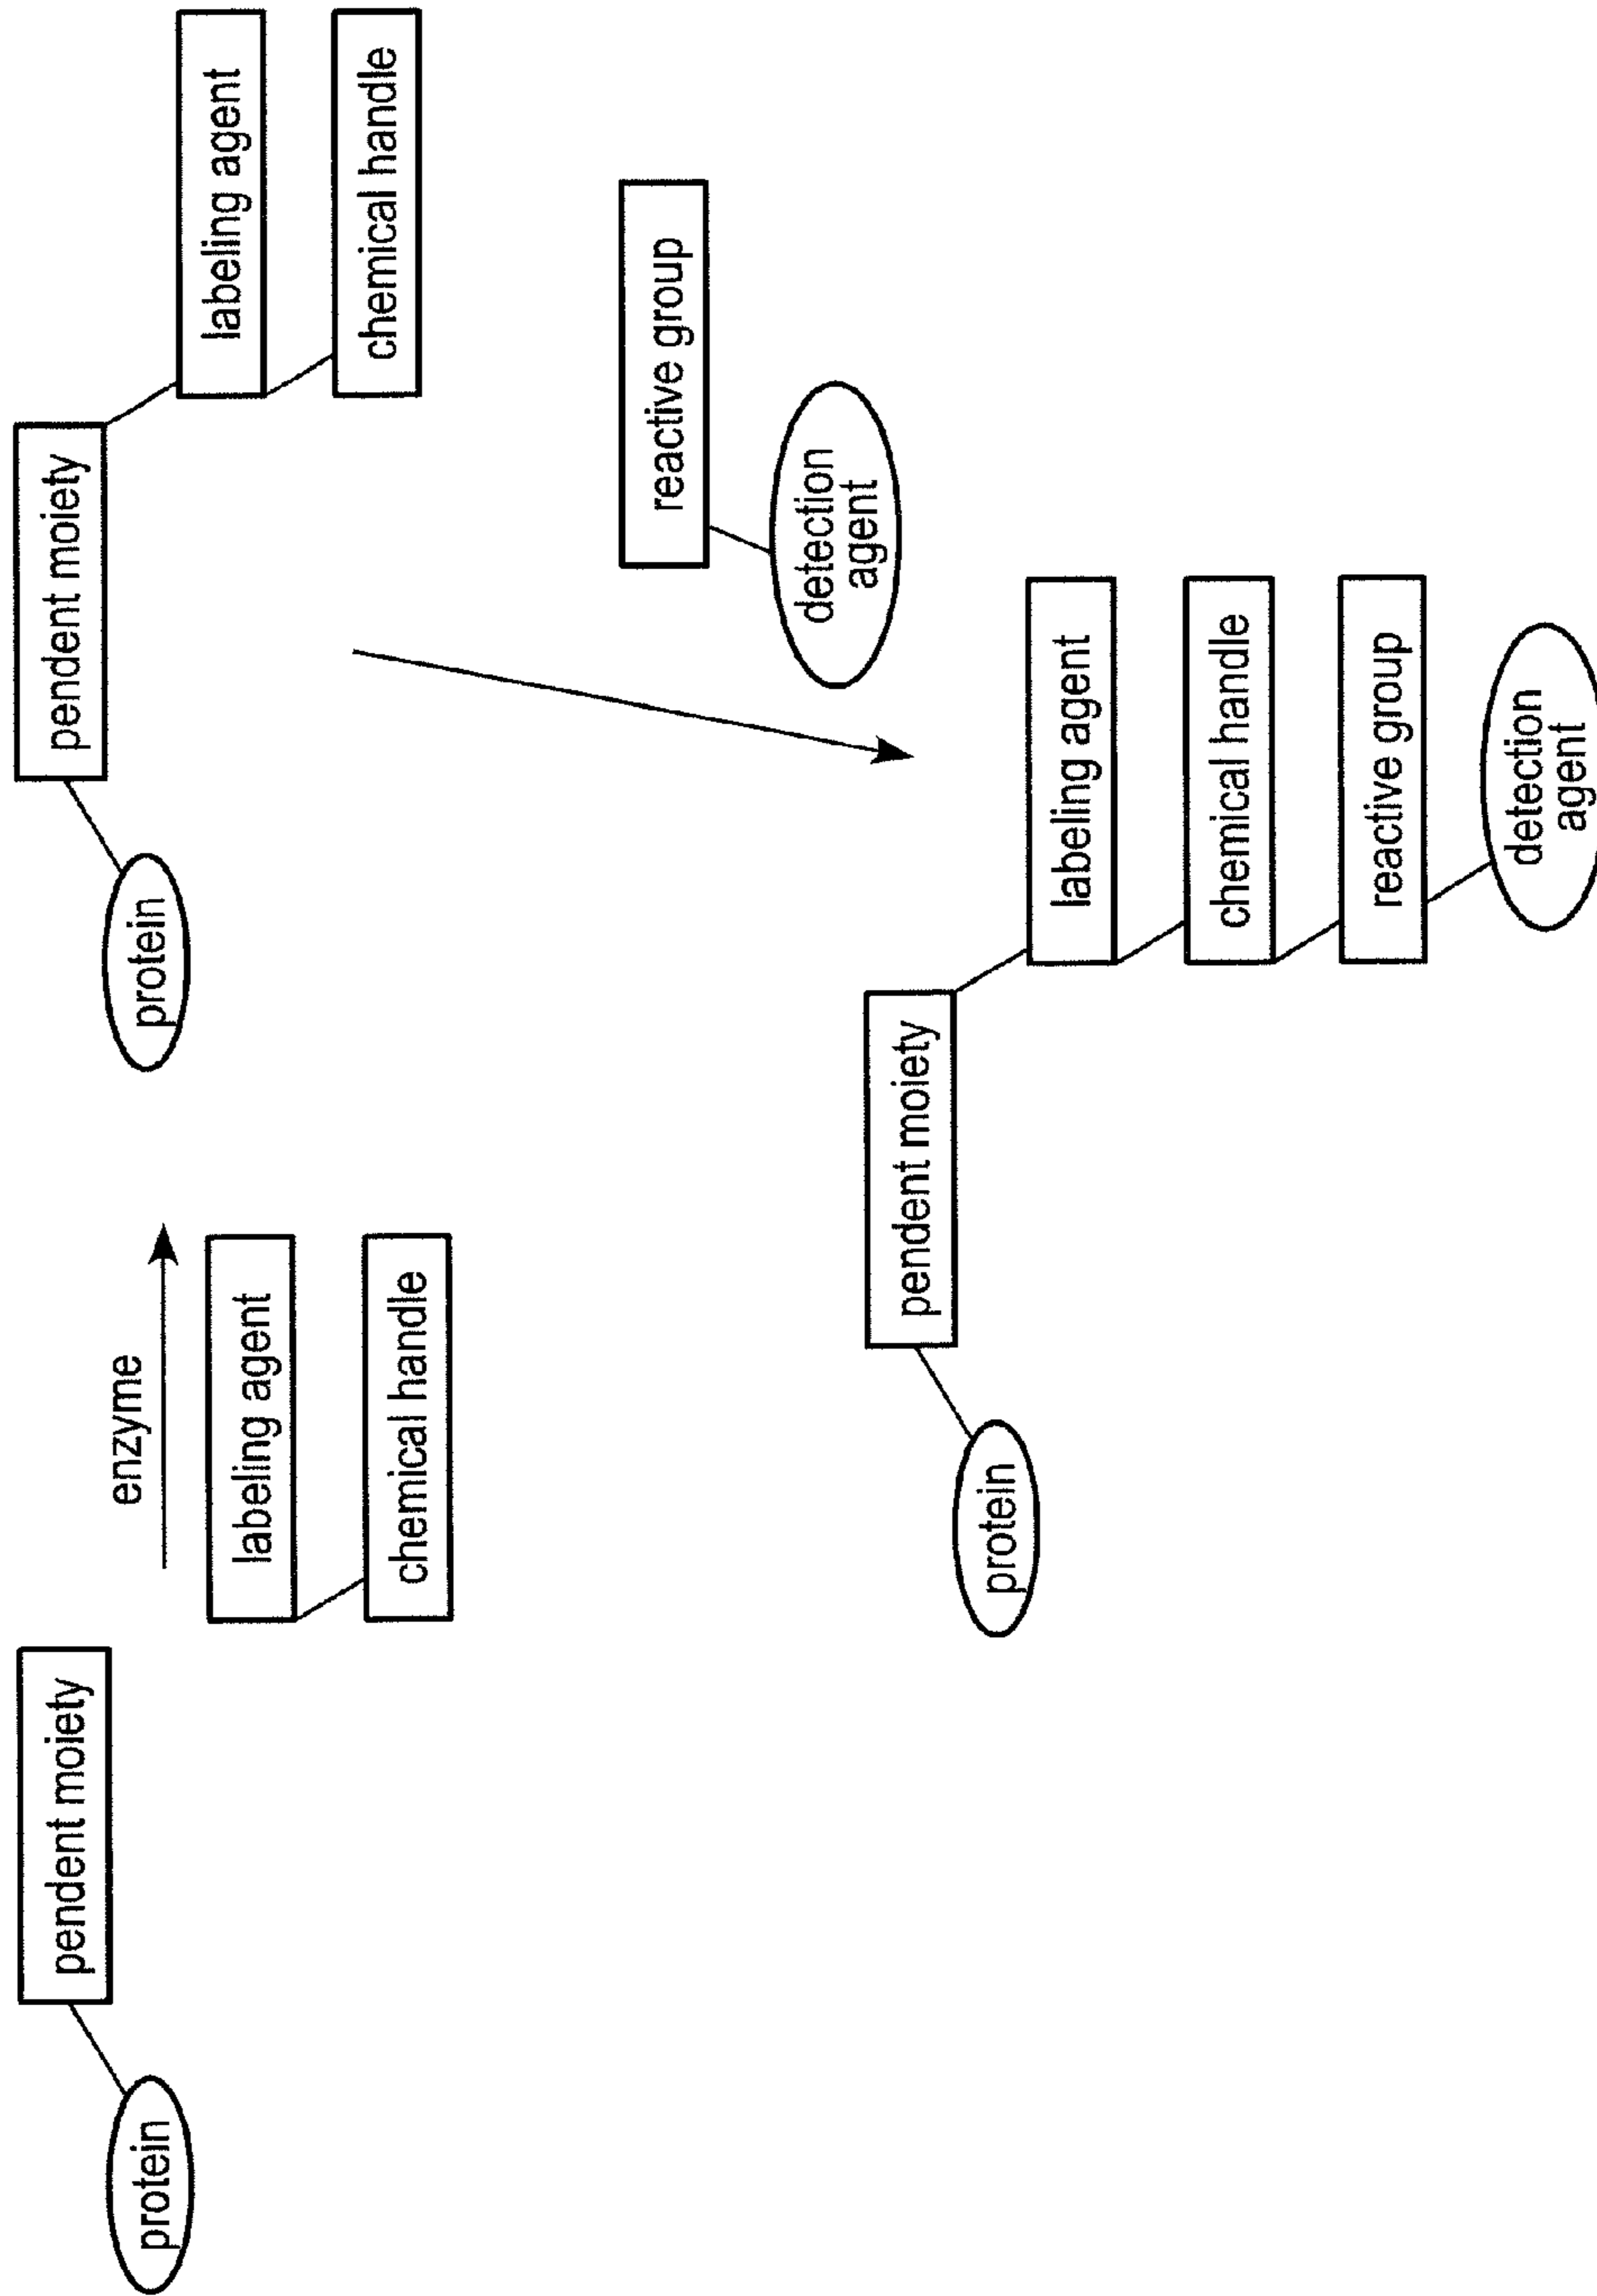 protein
pendent moiety
enzyme
labeling agent
chemical handle
protein
pendent moiety
labeling agent
chemical handle
reactive group
detection
agent
protein
pendent moiety
labeling agent
chemical handle
reactive group
detection
agent